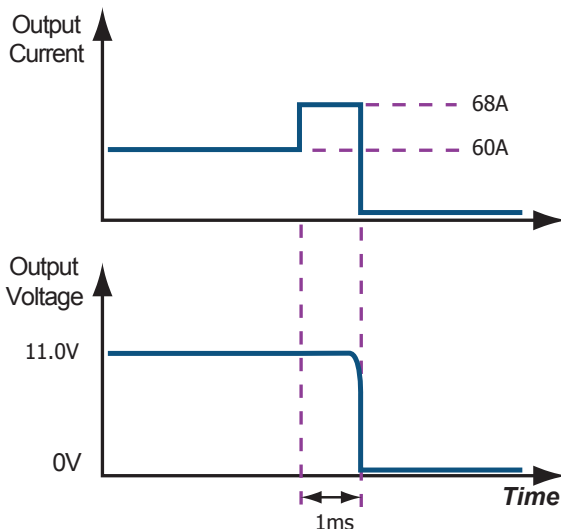 Output
Current
68A
60A
Output
Voltage
11.0V
0V
Time
1ms